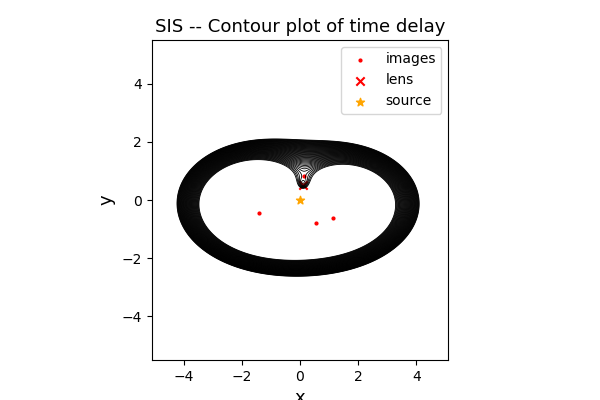 SIS -- Contour plot of time delay
images
lens
source
4
2
0
−2
−4
y
−4 −2 0 2 4
x